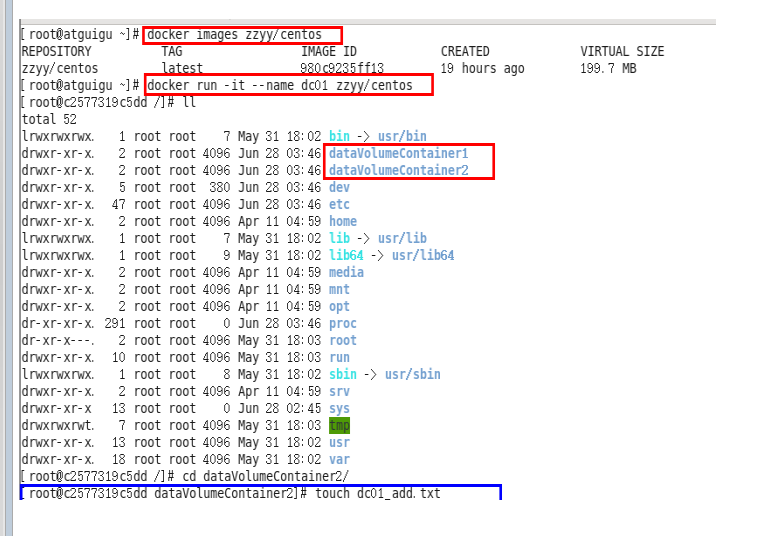 [root@atguigu ~]# docker images zzyy/centos
REPOSITORY TAG IMAGE ID CREATED VIRTUAL SIZE
zzyy/centos latest 980c9235ff13 19 hours ago 199.7 MB
[root@atguigu ~]# docker run -it --name dc01 zzyy/centos
[root@c2577319c5dd /]# ll
total 52
lrwxrwxrwx. 1 root root 7 May 31 18:02 bin -> usr/bin
drwxr-xr-x. 2 root root 4096 Jun 28 03:46 dataVolumeContainer1
drwxr-xr-x. 2 root root 4096 Jun 28 03:46 dataVolumeContainer2
drwxr-xr-x. 5 root root 380 Jun 28 03:46 dev
drwxr-xr-x. 47 root root 4096 Jun 28 03:46 etc
drwxr-xr-x. 2 root root 4096 Apr 11 04:59 home
lrwxrwxrwx. 1 root root 7 May 31 18:02 lib -> usr/lib
lrwxrwxrwx. 1 root root 9 May 31 18:02 lib64 -> usr/lib64
drwxr-xr-x. 2 root root 4096 Apr 11 04:59 media
drwxr-xr-x. 2 root root 4096 Apr 11 04:59 mnt
drwxr-xr-x. 2 root root 4096 Apr 11 04:59 opt
dr-xr-xr-x. 291 root root 0 Jun 28 03:46 proc
dr-xr-x---. 2 root root 4096 May 31 18:03 root
drwxr-xr-x. 10 root root 4096 May 31 18:03 run
lrwxrwxrwx. 1 root root 8 May 31 18:02 sbin -> usr/sbin
drwxr-xr-x. 2 root root 4096 Apr 11 04:59 srv
drwxr-xr-x 13 root root 0 Jun 28 02:45 sys
drwxrwxrwt. 7 root root 4096 May 31 18:03 tmp
drwxr-xr-x. 13 root root 4096 May 31 18:02 usr
drwxr-xr-x. 18 root root 4096 May 31 18:02 var
[root@c2577319c5dd /]# cd dataVolumeContainer2/
[root@c2577319c5dd dataVolumeContainer2]# touch dc01_add.txt